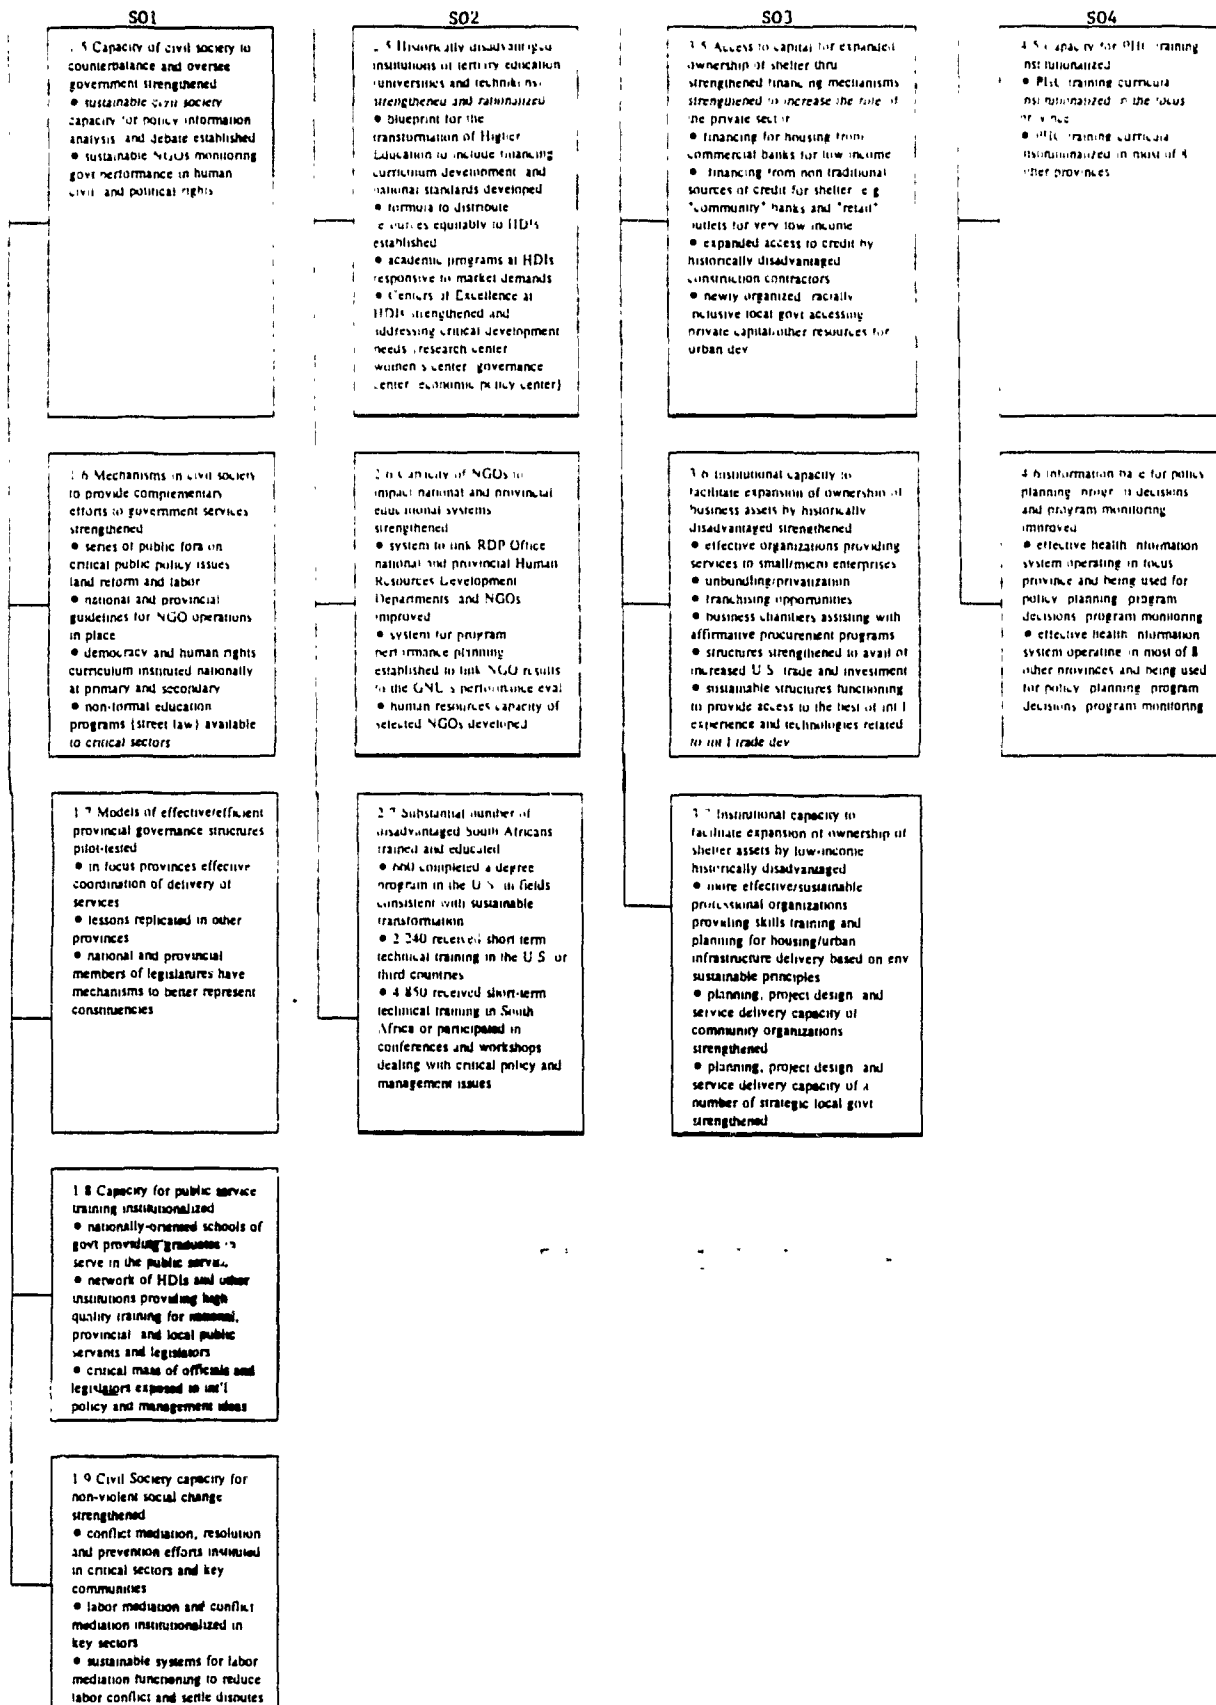 SO1
1.5 Capacity of civil society to
counterbalance and oversee
government strengthened
● sustainable civil society
capacity for policy information
analysis and debate established
● sustainable NGOs monitoring
govt performance in human
civil and political rights
1.6 Mechanisms in civil society
to provide complementary
efforts to government services
strengthened
● series of public fora on
critical public policy issues
land reform and labor
● national and provincial
guidelines for NGO operations
in place
● democracy and human rights
curriculum instituted nationally
at primary and secondary
● non-formal education
programs (street law) available
to critical sectors
1.7 Models of effective/efficient
provincial governance structures
pilot-tested
● in focus provinces effective
coordination of delivery of
services
● lessons replicated in other
provinces
● national and provincial
members of legislatures have
mechanisms to better represent
constituencies
1.8 Capacity for public service
training institutionalized
● nationally-oriented schools of
govt providing graduates to
serve in the public service
● network of HDIs and other
institutions providing high
quality training for national,
provincial and local public
servants and legislators
● critical mass of officials and
legislators exposed to int'l
policy and management ideas
1.9 Civil Society capacity for
non-violent social change
strengthened
● conflict mediation, resolution
and prevention efforts instituted
in critical sectors and key
communities
● labor mediation and conflict
mediation institutionalized in
key sectors
● sustainable systems for labor
mediation functioning to reduce
labor conflict and settle disputes
SO2
2.5 Historically disadvantaged
institutions of tertiary education
(universities and technikons)
strengthened and rationalized
● blueprint for the
transformation of Higher
Education to include financing
curriculum development and
national standards developed
● formula to distribute
resources equitably to HDIs
established
● academic programs at HDIs
responsive to market demands
● Centers of Excellence at
HDIs strengthened and
addressing critical development
needs (research center
women's center governance
center economic policy center)
2.6 Capacity of NGOs to
impact national and provincial
educational systems
strengthened
● system to link RDP Office
national and provincial Human
Resources Development
Departments and NGOs
improved
● system for program
performance planning
established to link NGO results
to the GNU's performance eval
● human resources capacity of
selected NGOs developed
2.7 Substantial number of
disadvantaged South Africans
trained and educated
● 660 completed a degree
program in the U.S. in fields
consistent with sustainable
transformation
● 2 240 received short term
technical training in the U.S. or
third countries
● 4 850 received short-term
technical training in South
Africa or participated in
conferences and workshops
dealing with critical policy and
management issues
SO3
3.5 Access to capital for expanded
ownership of shelter thru
strengthened financing mechanisms
strengthened to increase the role of
the private sector
● financing for housing from
commercial banks for low income
● financing from non traditional
sources of credit for shelter e.g
"community" banks and "retail"
outlets for very low income
● expanded access to credit by
historically disadvantaged
construction contractors
● newly organized racially
inclusive local govt accessing
private capital/other resources for
urban dev
3.6 Institutional capacity to
facilitate expansion of ownership of
business assets by historically
disadvantaged strengthened
● effective organizations providing
services to small/micro enterprises
● unbundling/privatization
● franchising opportunities
● business chambers assisting with
affirmative procurement programs
● structures strengthened to avail of
increased U.S. trade and investment
● sustainable structures functioning
to provide access to the best of int l
experience and technologies related
to int l trade dev
3.7 Institutional capacity to
facilitate expansion of ownership of
shelter assets by low-income
historically disadvantaged
● more effective/sustainable
professional organizations
providing skills training and
planning for housing/urban
infrastructure delivery based on env
sustainable principles
● planning, project design and
service delivery capacity of
community organizations
strengthened
● planning, project design and
service delivery capacity of a
number of strategic local govt
strengthened
SO4
4.5 Capacity for PHC training
institutionalized
● PHC training curricula
institutionalized in the focus
province
● PHC training curricula
institutionalized in most of 8
other provinces
4.6 Information base for policy
planning program decisions
and program monitoring
improved
● effective health information
system operating in focus
province and being used for
policy planning program
decisions program monitoring
● effective health information
system operating in most of 8
other provinces and being used
for policy planning program
decisions program monitoring